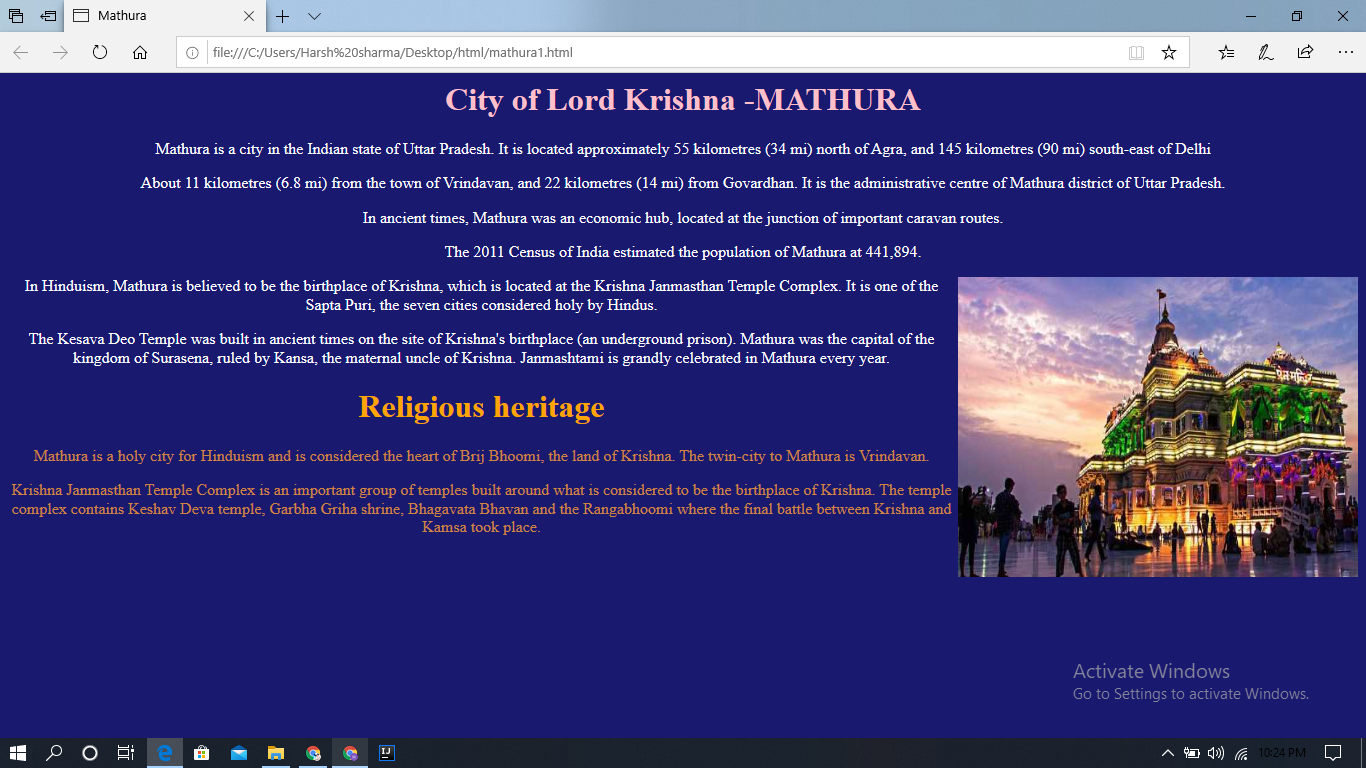 Mathura
file:///C:/Users/Harsh%20sharma/Desktop/html/mathura1.html
City of Lord Krishna -MATHURA
Mathura is a city in the Indian state of Uttar Pradesh. It is located approximately 55 kilometres (34 mi) north of Agra, and 145 kilometres (90 mi) south-east of Delhi
About 11 kilometres (6.8 mi) from the town of Vrindavan, and 22 kilometres (14 mi) from Govardhan. It is the administrative centre of Mathura district of Uttar Pradesh.
In ancient times, Mathura was an economic hub, located at the junction of important caravan routes.
The 2011 Census of India estimated the population of Mathura at 441,894.
In Hinduism, Mathura is believed to be the birthplace of Krishna, which is located at the Krishna Janmasthan Temple Complex. It is one of the
Sapta Puri, the seven cities considered holy by Hindus.
The Kesava Deo Temple was built in ancient times on the site of Krishna's birthplace (an underground prison). Mathura was the capital of the
kingdom of Surasena, ruled by Kansa, the maternal uncle of Krishna. Janmashtami is grandly celebrated in Mathura every year.
प्रेम मन्दिर
Religious heritage
Mathura is a holy city for Hinduism and is considered the heart of Brij Bhoomi, the land of Krishna. The twin-city to Mathura is Vrindavan.
Krishna Janmasthan Temple Complex is an important group of temples built around what is considered to be the birthplace of Krishna. The temple
complex contains Keshav Deva temple, Garbha Griha shrine, Bhagavata Bhavan and the Rangabhoomi where the final battle between Krishna and
Kamsa took place.
Activate Windows
Go to Settings to activate Windows.
IJ
10:24 PM